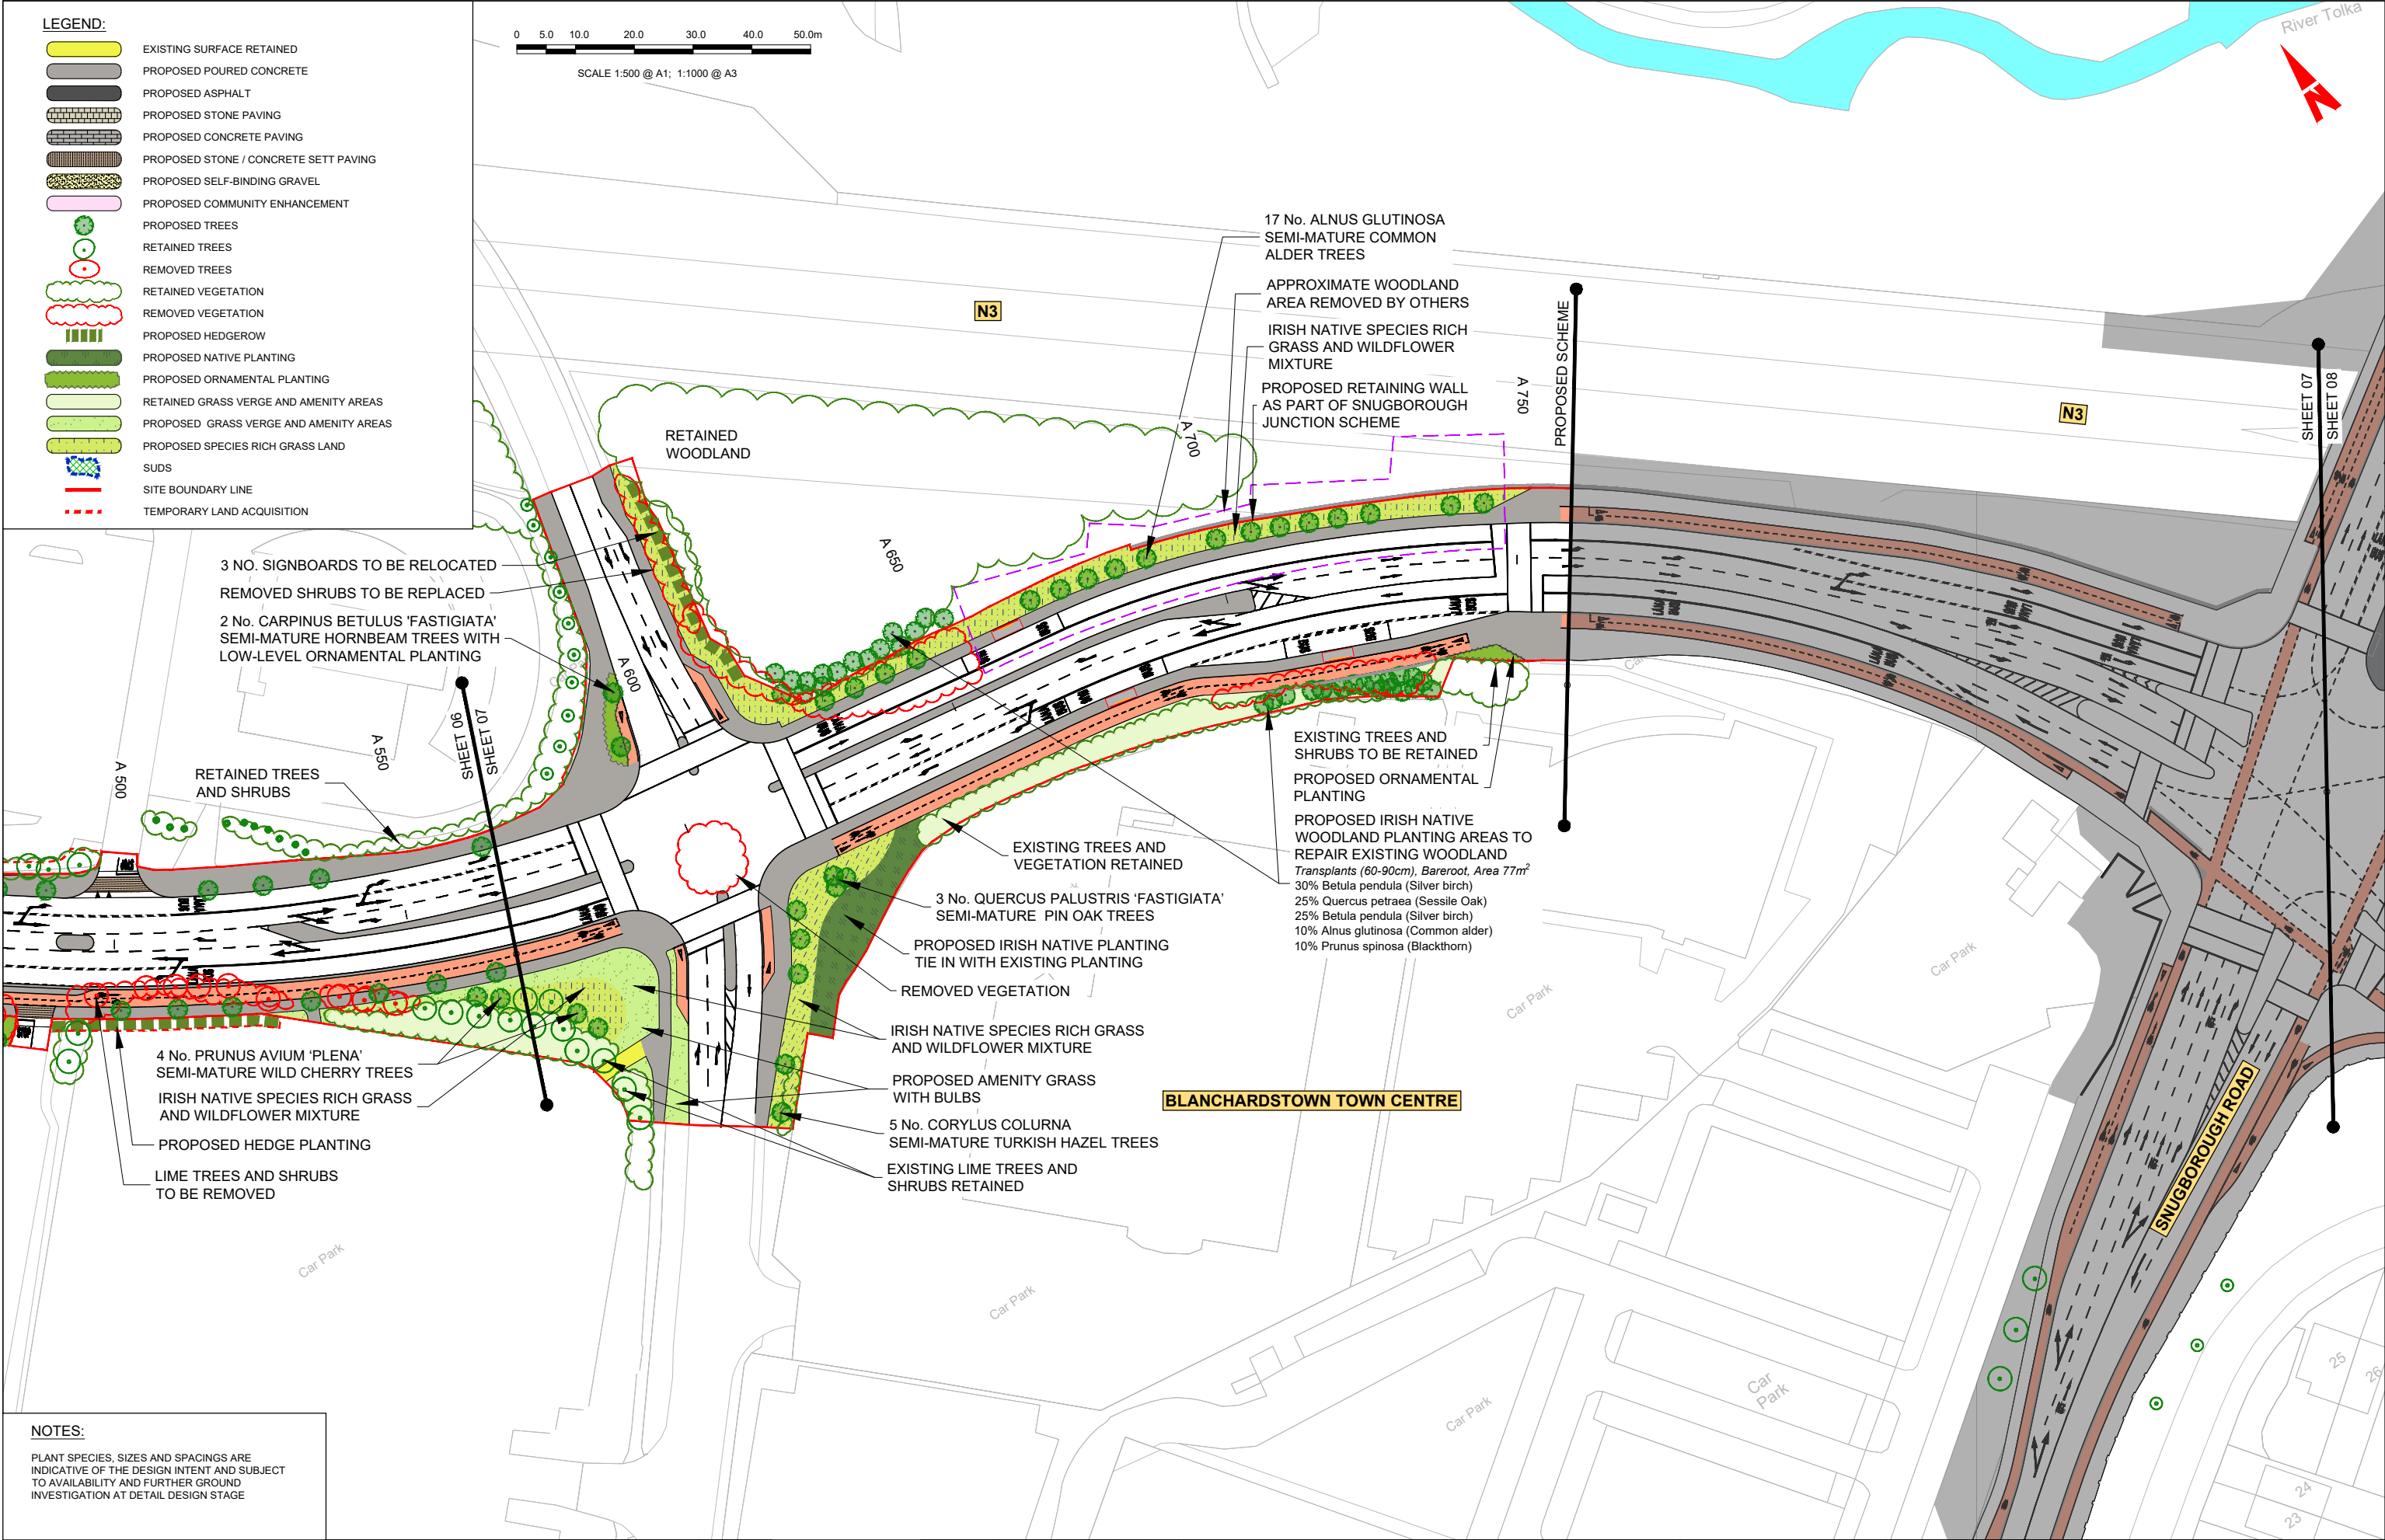 LEGEND:
EXISTING SURFACE RETAINED
PROPOSED POURED CONCRETE
PROPOSED ASPHALT
PROPOSED STONE PAVING
PROPOSED CONCRETE PAVING
PROPOSED STONE / CONCRETE SETT PAVING
PROPOSED SELF-BINDING GRAVEL
PROPOSED COMMUNITY ENHANCEMENT
PROPOSED TREES
RETAINED TREES
REMOVED TREES
RETAINED VEGETATION
REMOVED VEGETATION
PROPOSED HEDGEROW
PROPOSED NATIVE PLANTING
PROPOSED ORNAMENTAL PLANTING
RETAINED GRASS VERGE AND AMENITY AREAS
PROPOSED GRASS VERGE AND AMENITY AREAS
PROPOSED SPECIES RICH GRASS LAND
SUDS
SITE BOUNDARY LINE
TEMPORARY LAND ACQUISITION
0 5.0 10.0 20.0 30.0 40.0 50.0m
SCALE 1:500 @ A1; 1:1000 @ A3
River Tolka
N
N3
N3
17 No. ALNUS GLUTINOSA
SEMI-MATURE COMMON
ALDER TREES
APPROXIMATE WOODLAND
AREA REMOVED BY OTHERS
IRISH NATIVE SPECIES RICH
GRASS AND WILDFLOWER
MIXTURE
PROPOSED RETAINING WALL
AS PART OF SNUGBOROUGH
JUNCTION SCHEME
PROPOSED SCHEME
SHEET 07
SHEET 08
A 750
A 700
A 650
A 600
A 550
A 500
RETAINED
WOODLAND
3 NO. SIGNBOARDS TO BE RELOCATED
REMOVED SHRUBS TO BE REPLACED
2 No. CARPINUS BETULUS 'FASTIGIATA'
SEMI-MATURE HORNBEAM TREES WITH
LOW-LEVEL ORNAMENTAL PLANTING
SHEET 06
SHEET 07
RETAINED TREES
AND SHRUBS
EXISTING TREES AND
SHRUBS TO BE RETAINED
PROPOSED ORNAMENTAL
PLANTING
PROPOSED IRISH NATIVE
WOODLAND PLANTING AREAS TO
REPAIR EXISTING WOODLAND
Transplants (60-90cm), Bareroot, Area 77m²
30% Betula pendula (Silver birch)
25% Quercus petraea (Sessile Oak)
25% Betula pendula (Silver birch)
10% Alnus glutinosa (Common alder)
10% Prunus spinosa (Blackthorn)
EXISTING TREES AND
VEGETATION RETAINED
3 No. QUERCUS PALUSTRIS ‘FASTIGIATA’
SEMI-MATURE PIN OAK TREES
PROPOSED IRISH NATIVE PLANTING
TIE IN WITH EXISTING PLANTING
REMOVED VEGETATION
IRISH NATIVE SPECIES RICH GRASS
AND WILDFLOWER MIXTURE
PROPOSED AMENITY GRASS
WITH BULBS
5 No. CORYLUS COLURNA
SEMI-MATURE TURKISH HAZEL TREES
EXISTING LIME TREES AND
SHRUBS RETAINED
4 No. PRUNUS AVIUM ‘PLENA’
SEMI-MATURE WILD CHERRY TREES
IRISH NATIVE SPECIES RICH GRASS
AND WILDFLOWER MIXTURE
PROPOSED HEDGE PLANTING
LIME TREES AND SHRUBS
TO BE REMOVED
BLANCHARDSTOWN TOWN CENTRE
SNUGBOROUGH ROAD
Car Park
Car Park
Car Park
Car Park
Car Park
Car
Park
25
26
24
23
NOTES:
PLANT SPECIES, SIZES AND SPACINGS ARE
INDICATIVE OF THE DESIGN INTENT AND SUBJECT
TO AVAILABILITY AND FURTHER GROUND
INVESTIGATION AT DETAIL DESIGN STAGE